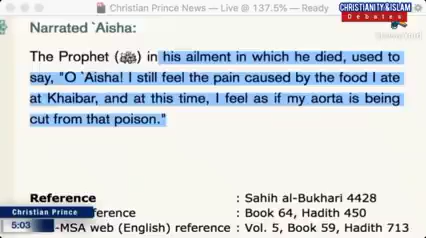 Christian Prince News — Live @ 137.5% — Ready
CHRISTIANITY & ISLAM
Debates
Narrated `Aisha:
The Prophet (ﷺ) in his ailment in which he died, used to
say, "O `Aisha! I still feel the pain caused by the food I ate
at Khaibar, and at this time, I feel as if my aorta is being
cut from that poison."
Reference : Sahih al-Bukhari 4428
ference : Book 64, Hadith 450
-MSA web (English) reference : Vol. 5, Book 59, Hadith 713
Christian Prince
5:03